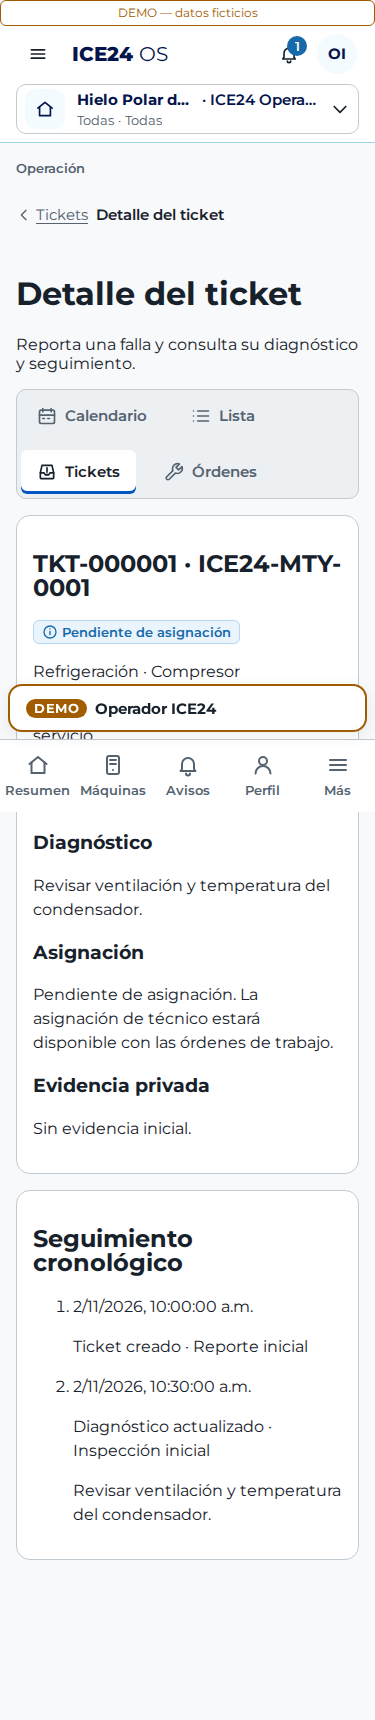 DEMO — datos ficticios
ICE24 OS
1
OI
Hielo Polar d... · ICE24 Opera...
Todas · Todas
Operación
Tickets Detalle del ticket
Detalle del ticket
Reporta una falla y consulta su diagnóstico
y seguimiento.
Calendario Lista
Tickets Órdenes
TKT-000001 · ICE24-MTY-
0001
Pendiente de asignación
Refrigeración · Compresor
DEMO Operador ICE24
servicio
Resumen Máquinas Avisos Perfil Más
Diagnóstico
Revisar ventilación y temperatura del
condensador.
Asignación
Pendiente de asignación. La
asignación de técnico estará
disponible con las órdenes de trabajo.
Evidencia privada
Sin evidencia inicial.
Seguimiento
cronológico
1. 2/11/2026, 10:00:00 a.m.
Ticket creado · Reporte inicial
2. 2/11/2026, 10:30:00 a.m.
Diagnóstico actualizado ·
Inspección inicial
Revisar ventilación y temperatura
del condensador.